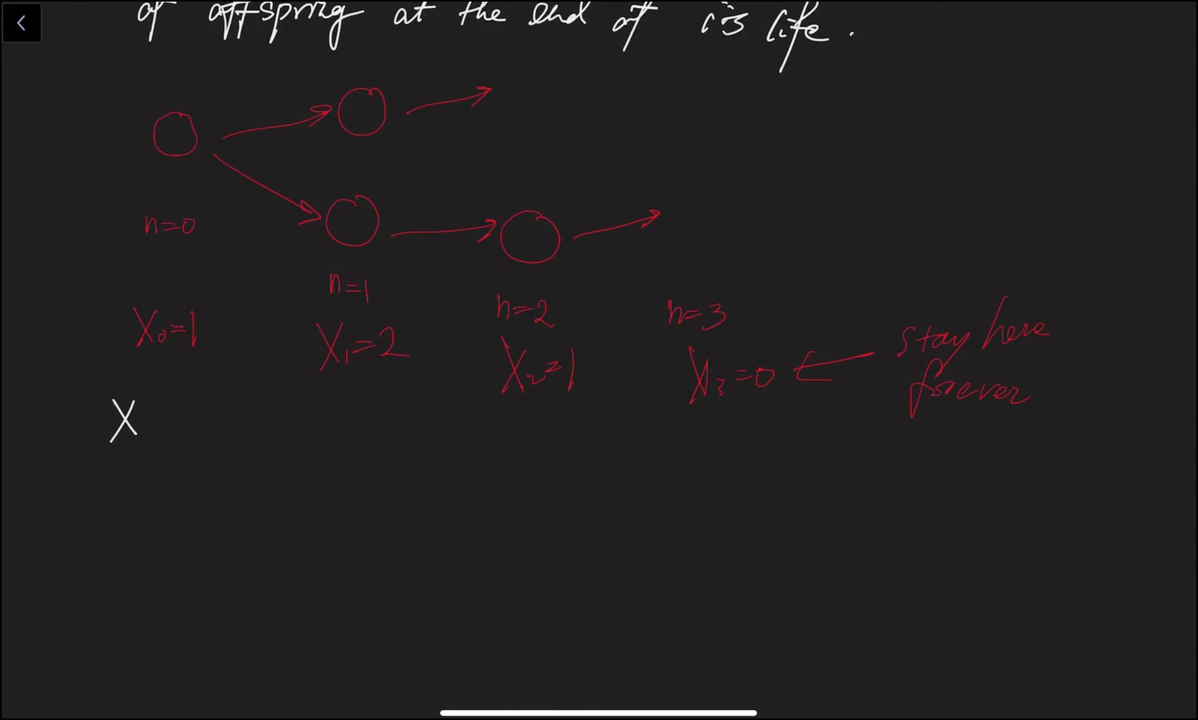 of offspring at the end of its life.
n=0
n=1
n=2
n=3
X₀=1
X₁=2
X₂=1
X₃=0
stay here
forever
X